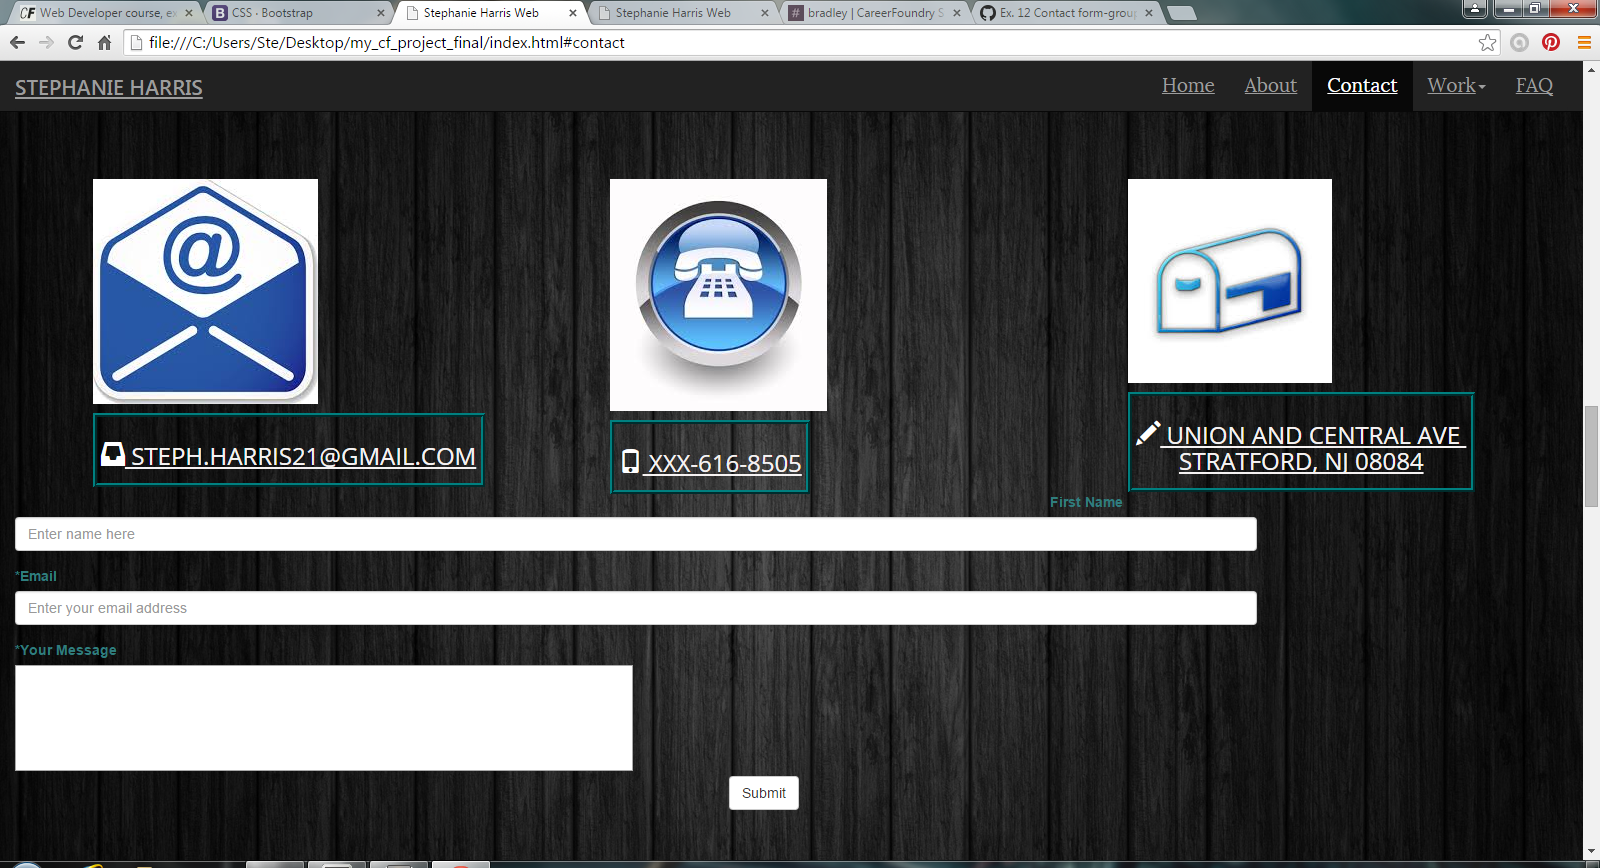 CF Web Developer course, ex
B CSS · Bootstrap
Stephanie Harris Web
Stephanie Harris Web
# bradley | CareerFoundry S
Ex. 12 Contact form-group
file:///C:/Users/Ste/Desktop/my_cf_project_final/index.html#contact
STEPHANIE HARRIS
Home
About
Contact
Work
FAQ
@
STEPH.HARRIS21@GMAIL.COM
XXX-616-8505
UNION AND CENTRAL AVE
STRATFORD, NJ 08084
First Name
Enter name here
*Email
Enter your email address
*Your Message
Submit